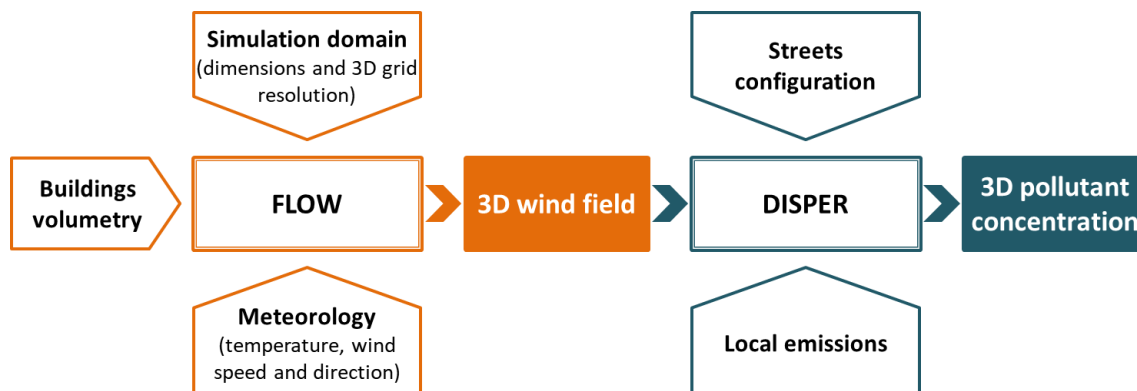 Simulation domain
(dimensions and 3D grid
resolution)
Streets
configuration
Buildings
volumetry
FLOW
3D wind field
DISPER
3D pollutant
concentration
Meteorology
(temperature, wind
speed and direction)
Local emissions